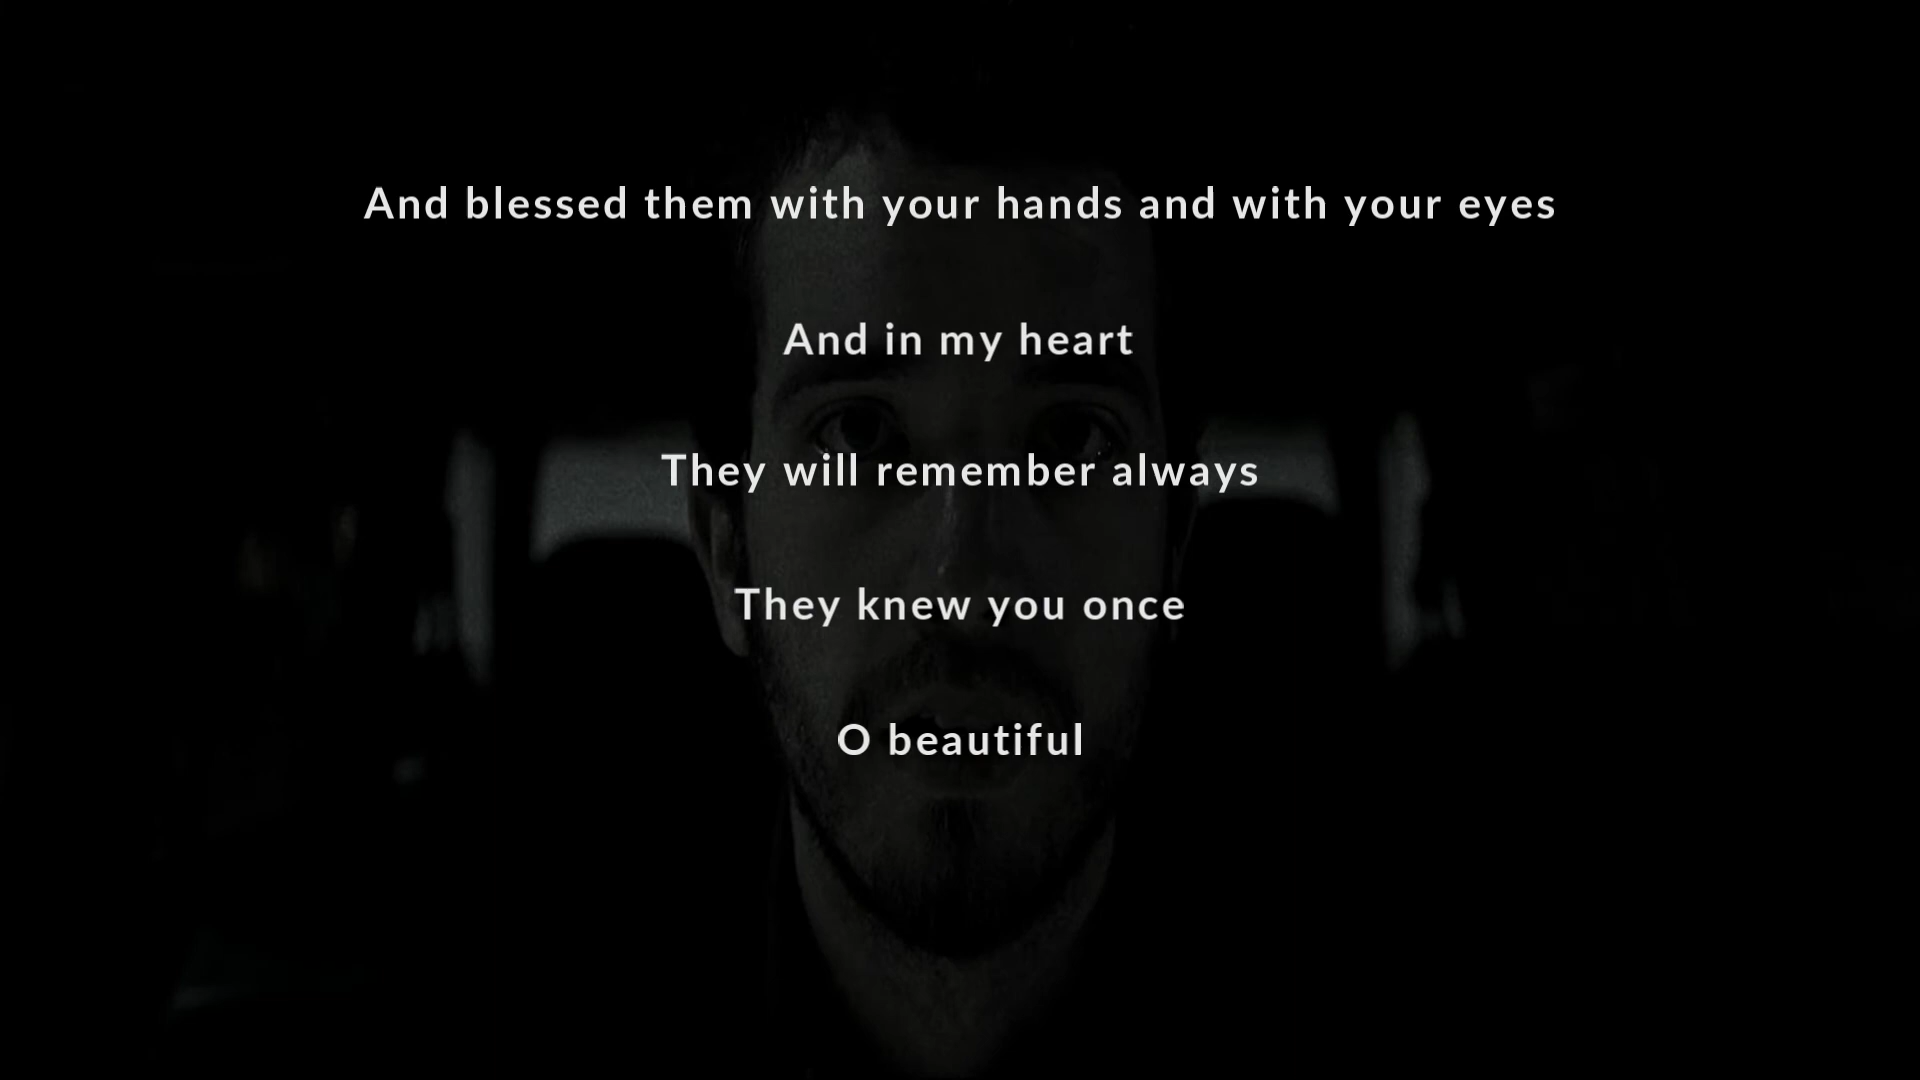 And blessed them with your hands and with your eyes
And in my heart
They will remember always
They knew you once
O beautiful